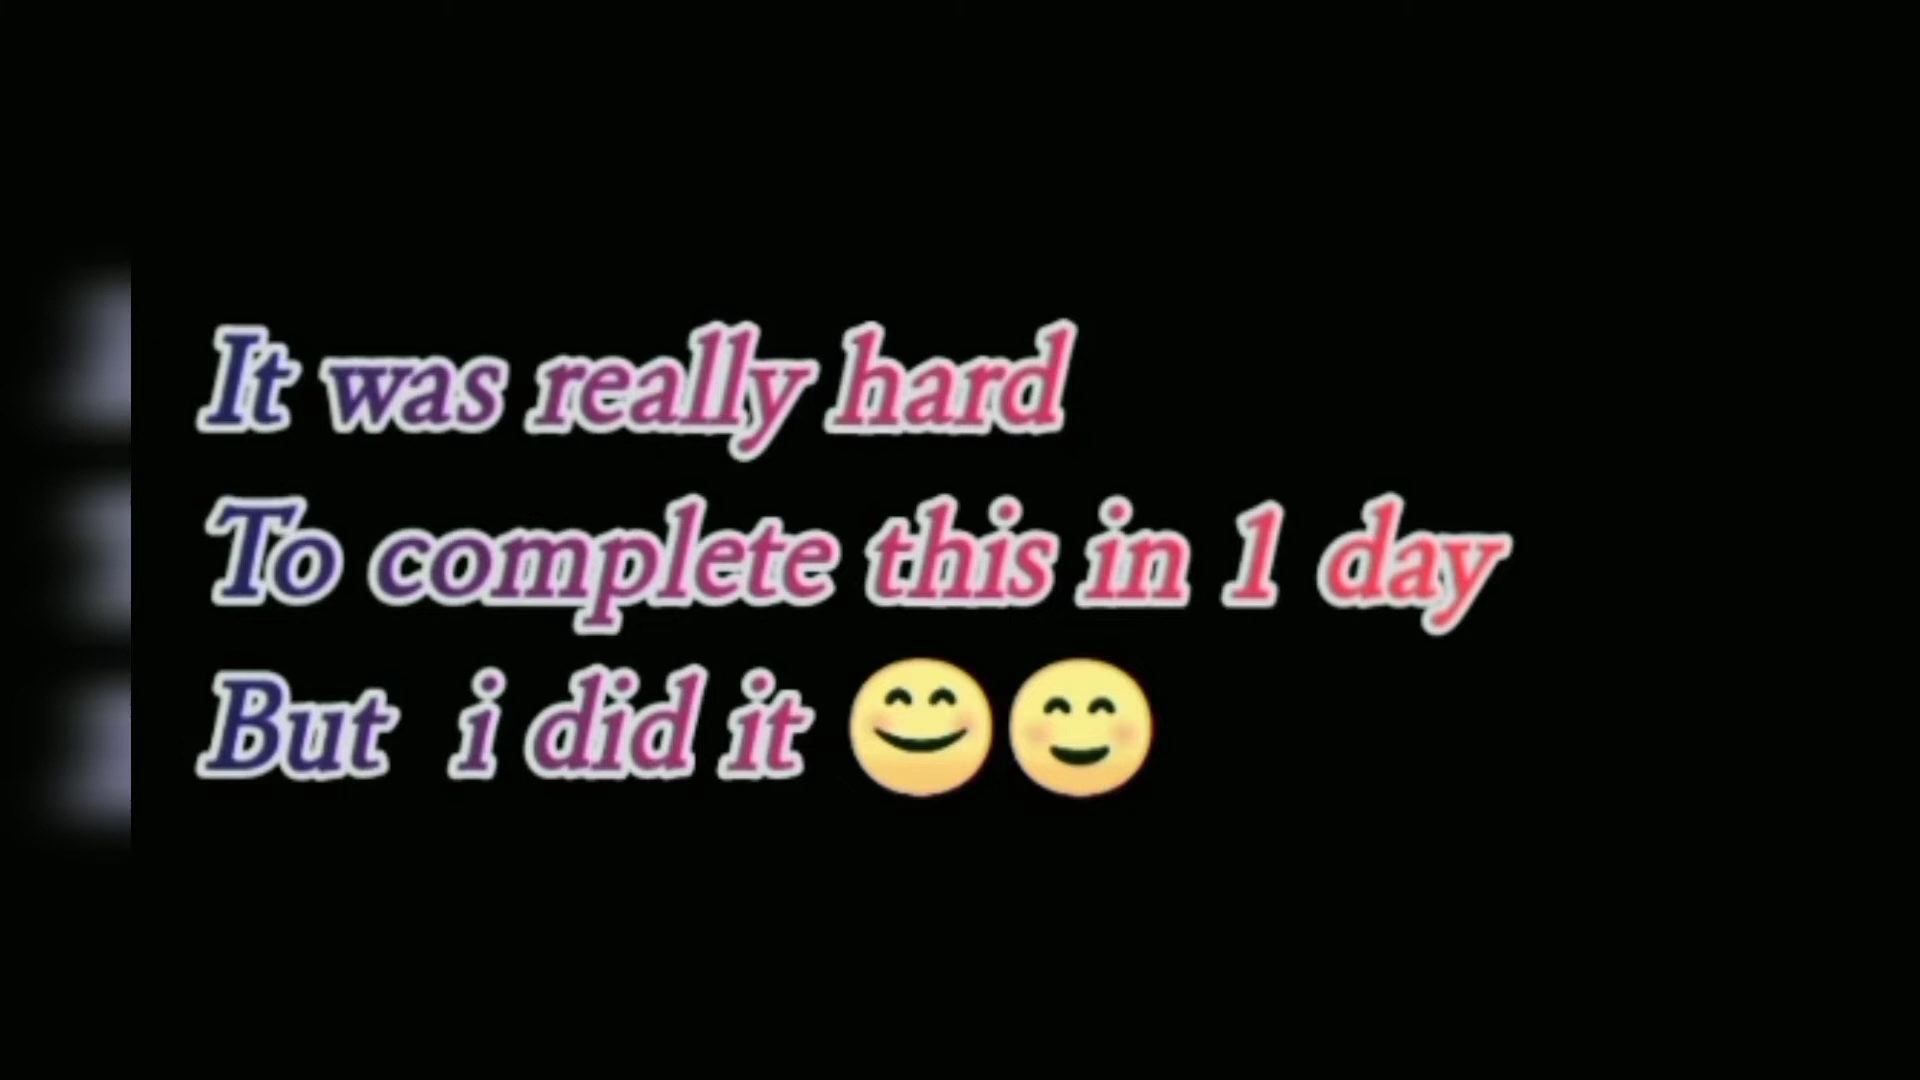 It was really hard
To complete this in 1 day
But  i did it 😄😊